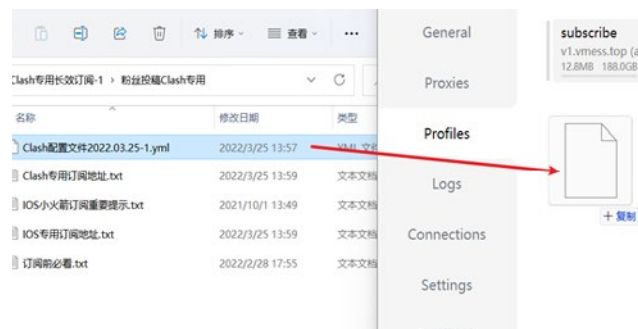 排序
查看
Clash专用长效订阅-1 › 粉丝投稿Clash专用
名称 修改日期 类型
Clash配置文件2022.03.25-1.yml 2022/3/25 13:57 YML 文件
Clash专用订阅地址.txt 2022/3/25 13:59 文本文档
IOS小火箭订阅重要提示.txt 2021/10/1 13:49 文本文档
IOS专用订阅地址.txt 2022/3/25 13:59 文本文档
订阅前必看.txt 2022/2/28 17:55 文本文档
General
Proxies
Profiles
Logs
Connections
Settings
subscribe
v1.vmess.top (a
12.8MB 188.0GB
+ 复制